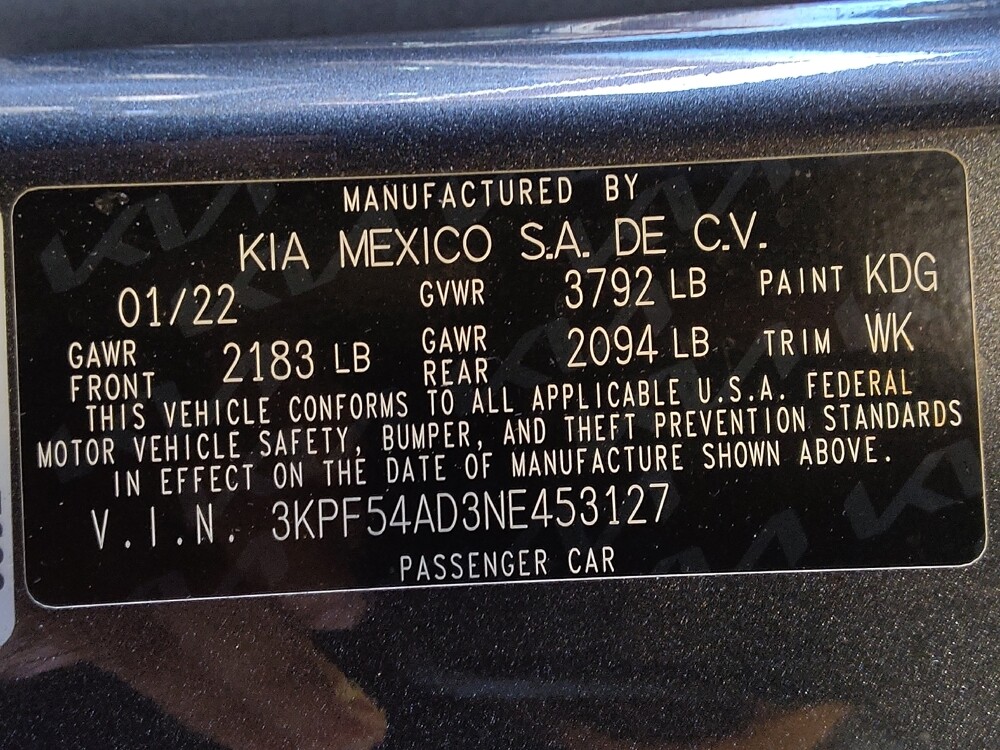 MANUFACTURED BY
KIA MEXICO S.A. DE C.V.
01/22 GVWR 3792 LB PAINT KDG
GAWR FRONT 2183 LB GAWR REAR 2094 LB TRIM WK
THIS VEHICLE CONFORMS TO ALL APPLICABLE U.S.A. FEDERAL
MOTOR VEHICLE SAFETY, BUMPER, AND THEFT PREVENTION STANDARDS
IN EFFECT ON THE DATE OF MANUFACTURE SHOWN ABOVE.
V.I.N. 3KPF54AD3NE453127
PASSENGER CAR